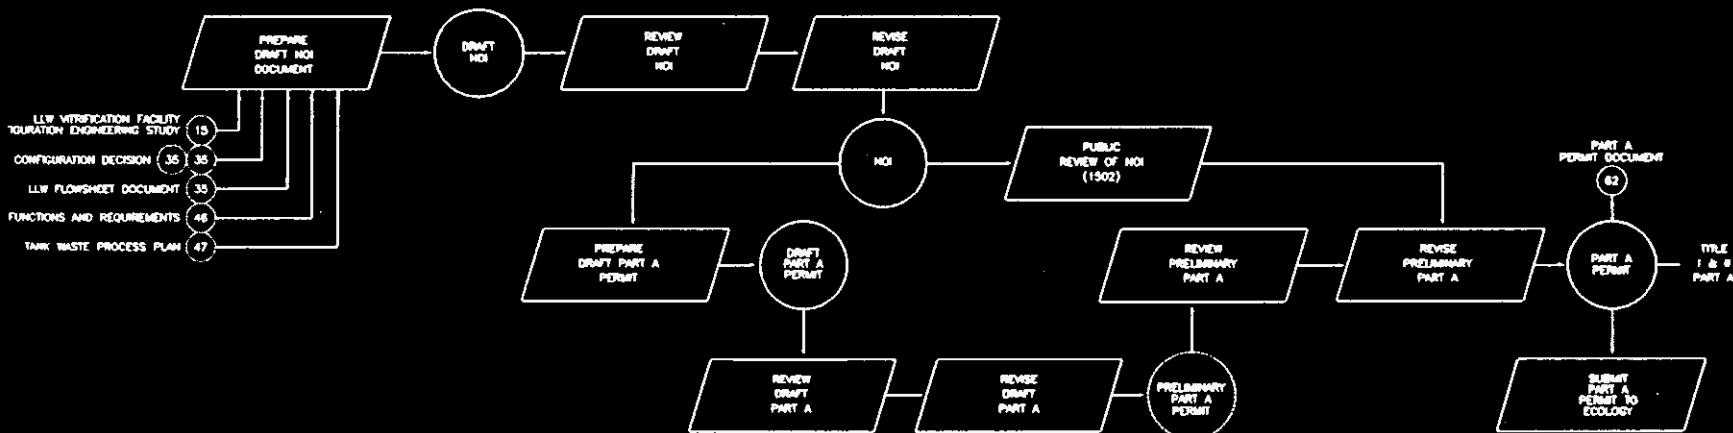 PREPARE
DRAFT NOI
DOCUMENT
DRAFT
NOI
REVIEW
DRAFT
NOI
REVISE
DRAFT
NOI
LLW VITRIFICATION FACILITY
IGURATION ENGINEERING STUDY 15
CONFIGURATION DECISION 36 35
LLW FLOWSHEET DOCUMENT 35
FUNCTIONS AND REQUIREMENTS 46
TANK WASTE PROCESS PLAN 47
NOI
PUBLIC
REVIEW OF NOI
(1502)
PART A
PERMIT DOCUMENT
62
PREPARE
DRAFT PART A
PERMIT
DRAFT
PART A
PERMIT
REVIEW
PRELIMINARY
PART A
REVISE
PRELIMINARY
PART A
PART A
PERMIT
TITLE
PART A
REVIEW
DRAFT
PART A
REVISE
DRAFT
PART A
PRELIMINARY
PART A
PERMIT
SUBMIT
PART A
PERMIT TO
ECOLOGY